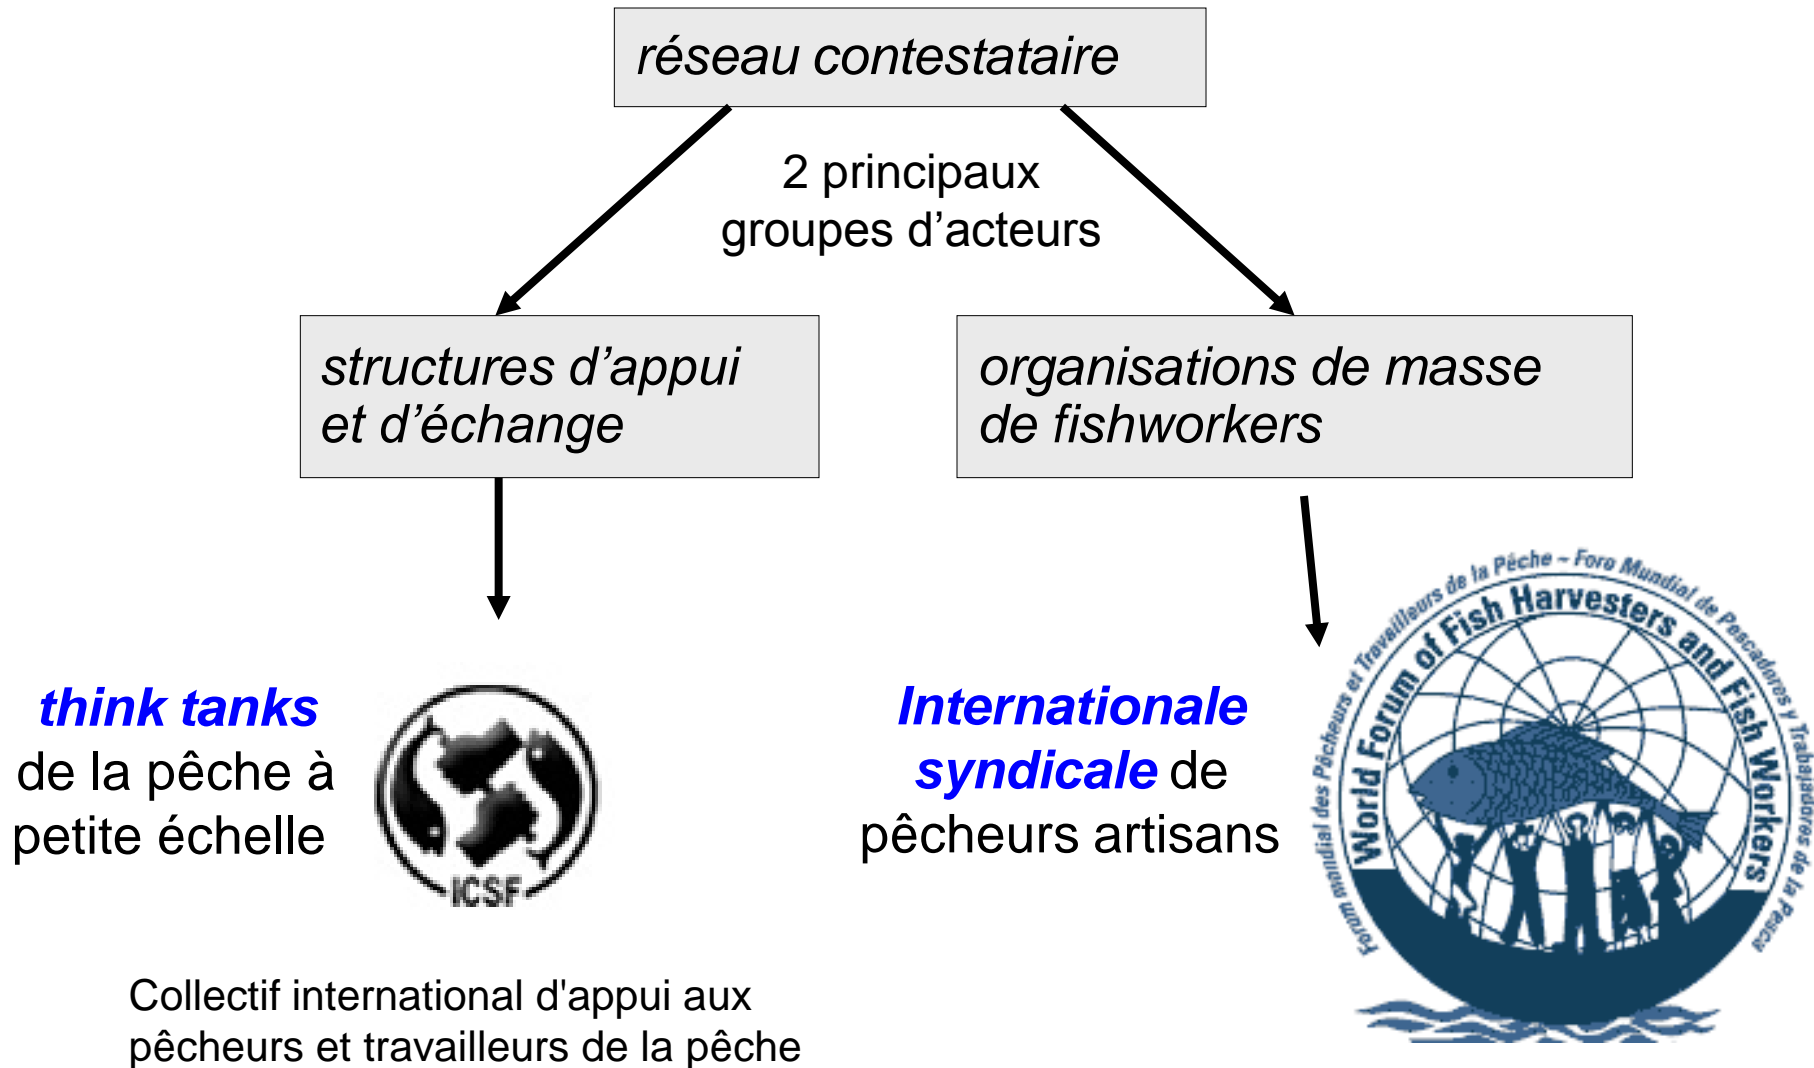 réseau contestataire
2 principaux
groupes d’acteurs
structures d’appui
et d’échange
organisations de masse
de fishworkers
think tanks
de la pêche à
petite échelle
ICSF
Collectif international d'appui aux
pêcheurs et travailleurs de la pêche
Internationale
syndicale de
pêcheurs artisans
Forum mondial des Pêcheurs et Travailleurs de la Pêche ~ Foro Mundial de Pescadores y Trabajadores de la Pesca
World Forum of Fish Harvesters and Fish Workers